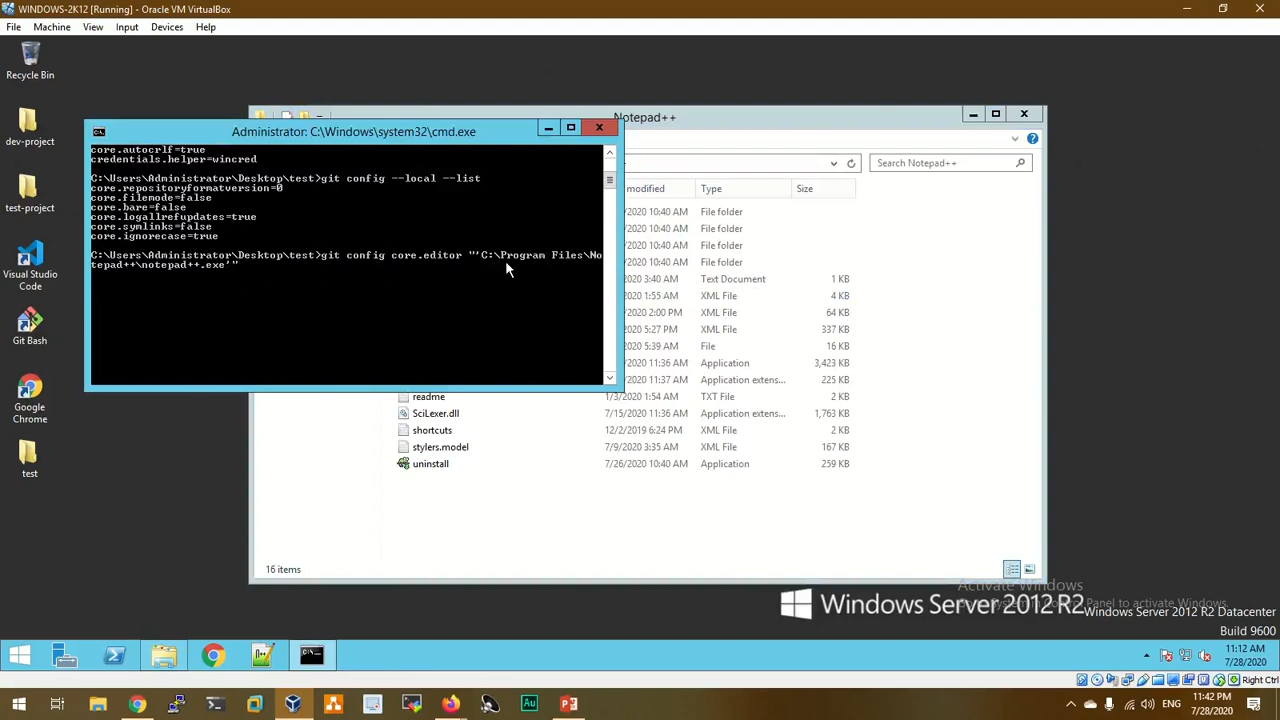 WINDOWS-2K12 [Running] - Oracle VM VirtualBox
File Machine View Input Devices Help
Recycle Bin
dev-project
test-project
Visual Studio
Code
Git Bash
Google
Chrome
test
Administrator: C:\Windows\system32\cmd.exe
core.autocrlf=true
credentials.helper=wincred
C:\Users\Administrator\Desktop\test>git config --local --list
core.repositoryformatversion=0
core.filemode=false
core.bare=false
core.logallrefupdates=true
core.symlinks=false
core.ignorecase=true
C:\Users\Administrator\Desktop\test>git config core.editor "'C:\Program Files\No
tepad++\notepad++.exe'"
Notepad++
Search Notepad++
modified Type Size
/2020 10:40 AM File folder
/2020 10:40 AM File folder
/2020 10:40 AM File folder
/2020 10:40 AM File folder
2020 3:40 AM Text Document 1 KB
2020 1:55 AM XML File 4 KB
2020 2:00 PM XML File 64 KB
2020 5:27 PM XML File 337 KB
2020 5:39 AM File 16 KB
/2020 11:36 AM Application 3,423 KB
/2020 11:37 AM Application extens... 225 KB
readme 1/3/2020 1:54 AM TXT File 2 KB
SciLexer.dll 7/15/2020 11:36 AM Application extens... 1,763 KB
shortcuts 12/2/2019 6:24 PM XML File 2 KB
stylers.model 7/9/2020 3:35 AM XML File 167 KB
uninstall 7/26/2020 10:40 AM Application 259 KB
16 items
Activate Windows
Panel to activate Windows.
Windows Server 2012 R2
Windows Server 2012 R2 Datacenter
Build 9600
11:12 AM
7/28/2020
Right Ctrl
11:42 PM
7/28/2020